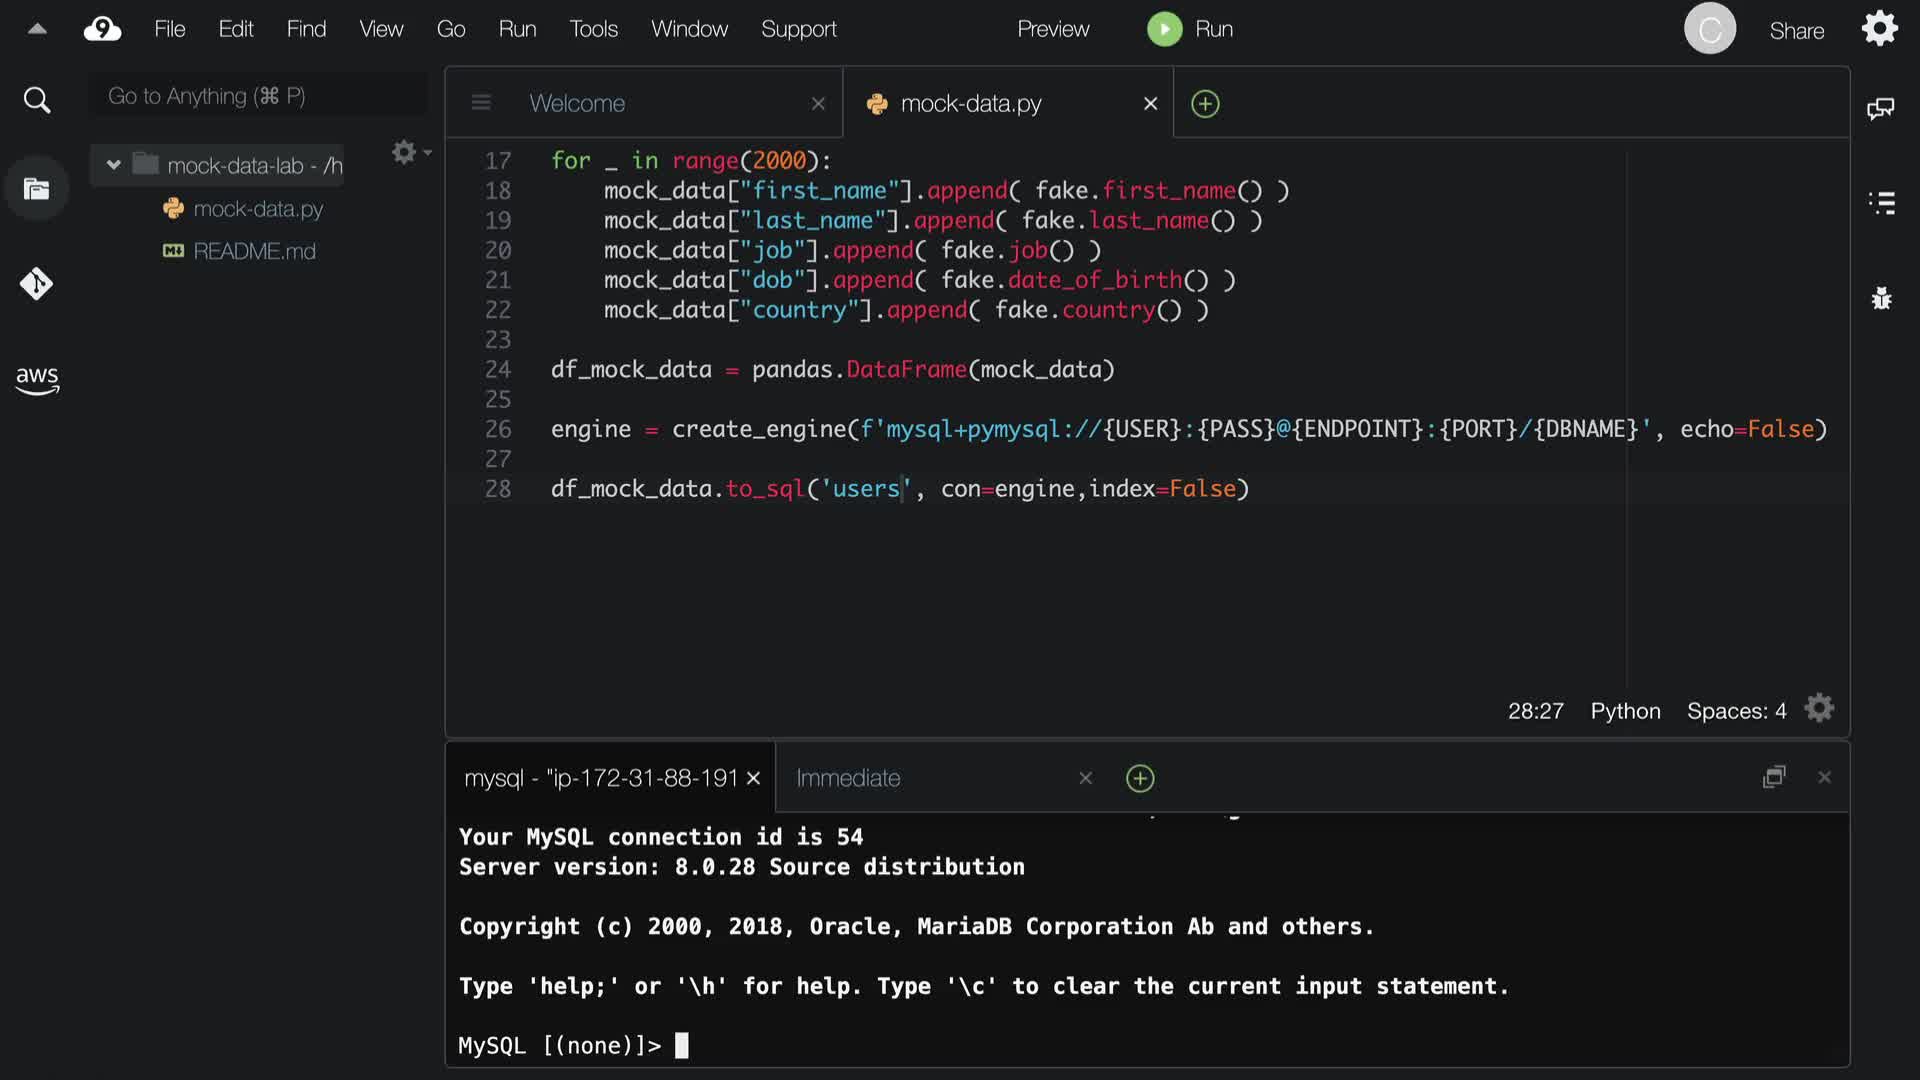 9 File Edit Find View Go Run Tools Window Support Preview Run C Share
Go to Anything (⌘ P)
Welcome mock-data.py
mock-data-lab - /h
mock-data.py
README.md
aws
17 for _ in range(2000):
18 mock_data["first_name"].append( fake.first_name() )
19 mock_data["last_name"].append( fake.last_name() )
20 mock_data["job"].append( fake.job() )
21 mock_data["dob"].append( fake.date_of_birth() )
22 mock_data["country"].append( fake.country() )
23
24 df_mock_data = pandas.DataFrame(mock_data)
25
26 engine = create_engine(f'mysql+pymysql://{USER}:{PASS}@{ENDPOINT}:{PORT}/{DBNAME}', echo=False)
27
28 df_mock_data.to_sql('users', con=engine,index=False)
28:27 Python Spaces: 4
mysql - "ip-172-31-88-191 Immediate
Your MySQL connection id is 54
Server version: 8.0.28 Source distribution
Copyright (c) 2000, 2018, Oracle, MariaDB Corporation Ab and others.
Type 'help;' or '\h' for help. Type '\c' to clear the current input statement.
MySQL [(none)]>